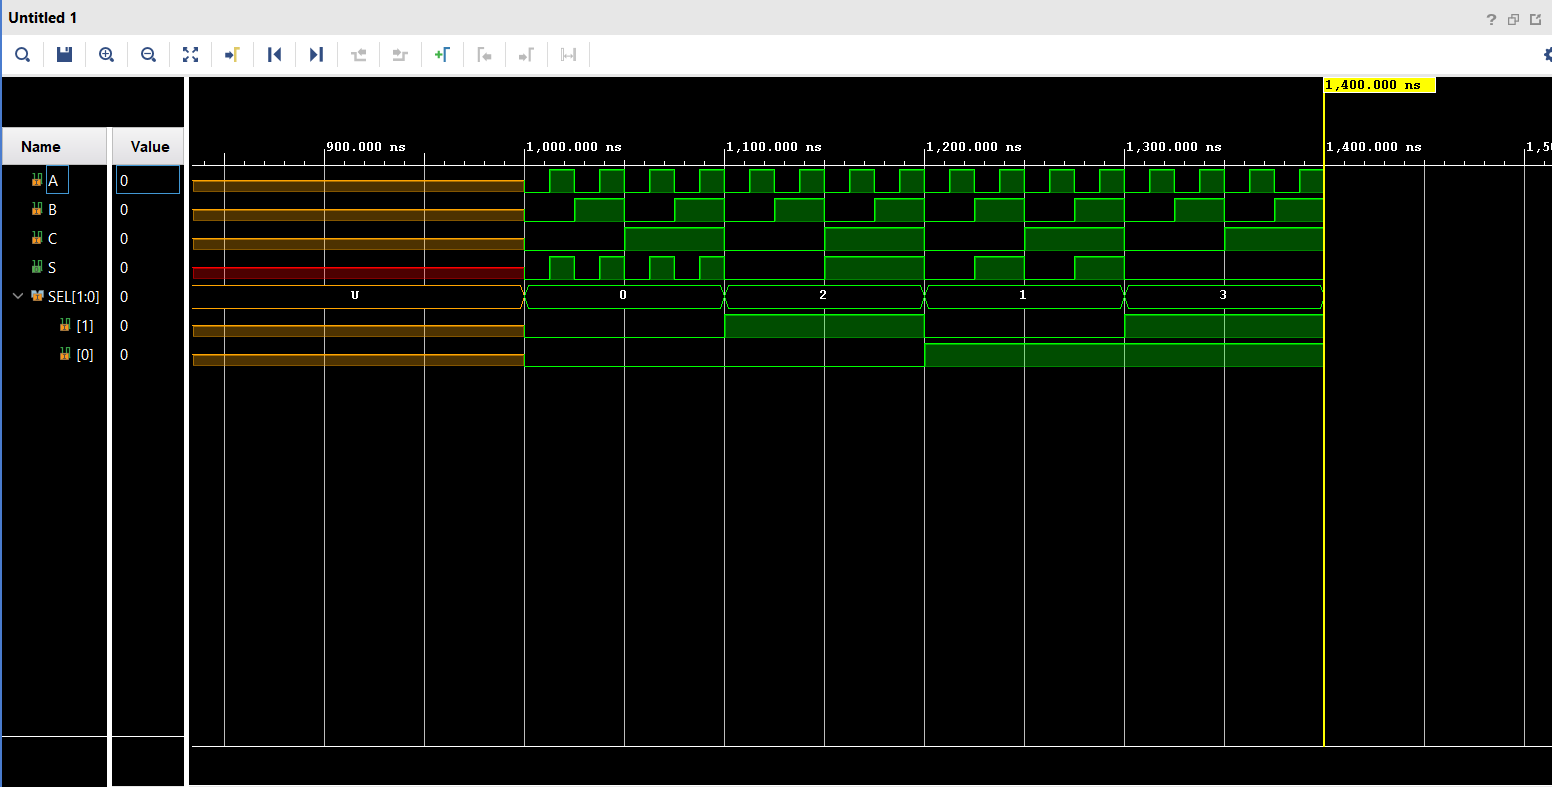 Untitled 1
?
1,400.000 ns
Name Value
900.000 ns 1,000.000 ns 1,100.000 ns 1,200.000 ns 1,300.000 ns 1,400.000 ns 1,5
A 0
B 0
C 0
S 0
SEL[1:0] 0 U 0 2 1 3
[1] 0
[0] 0